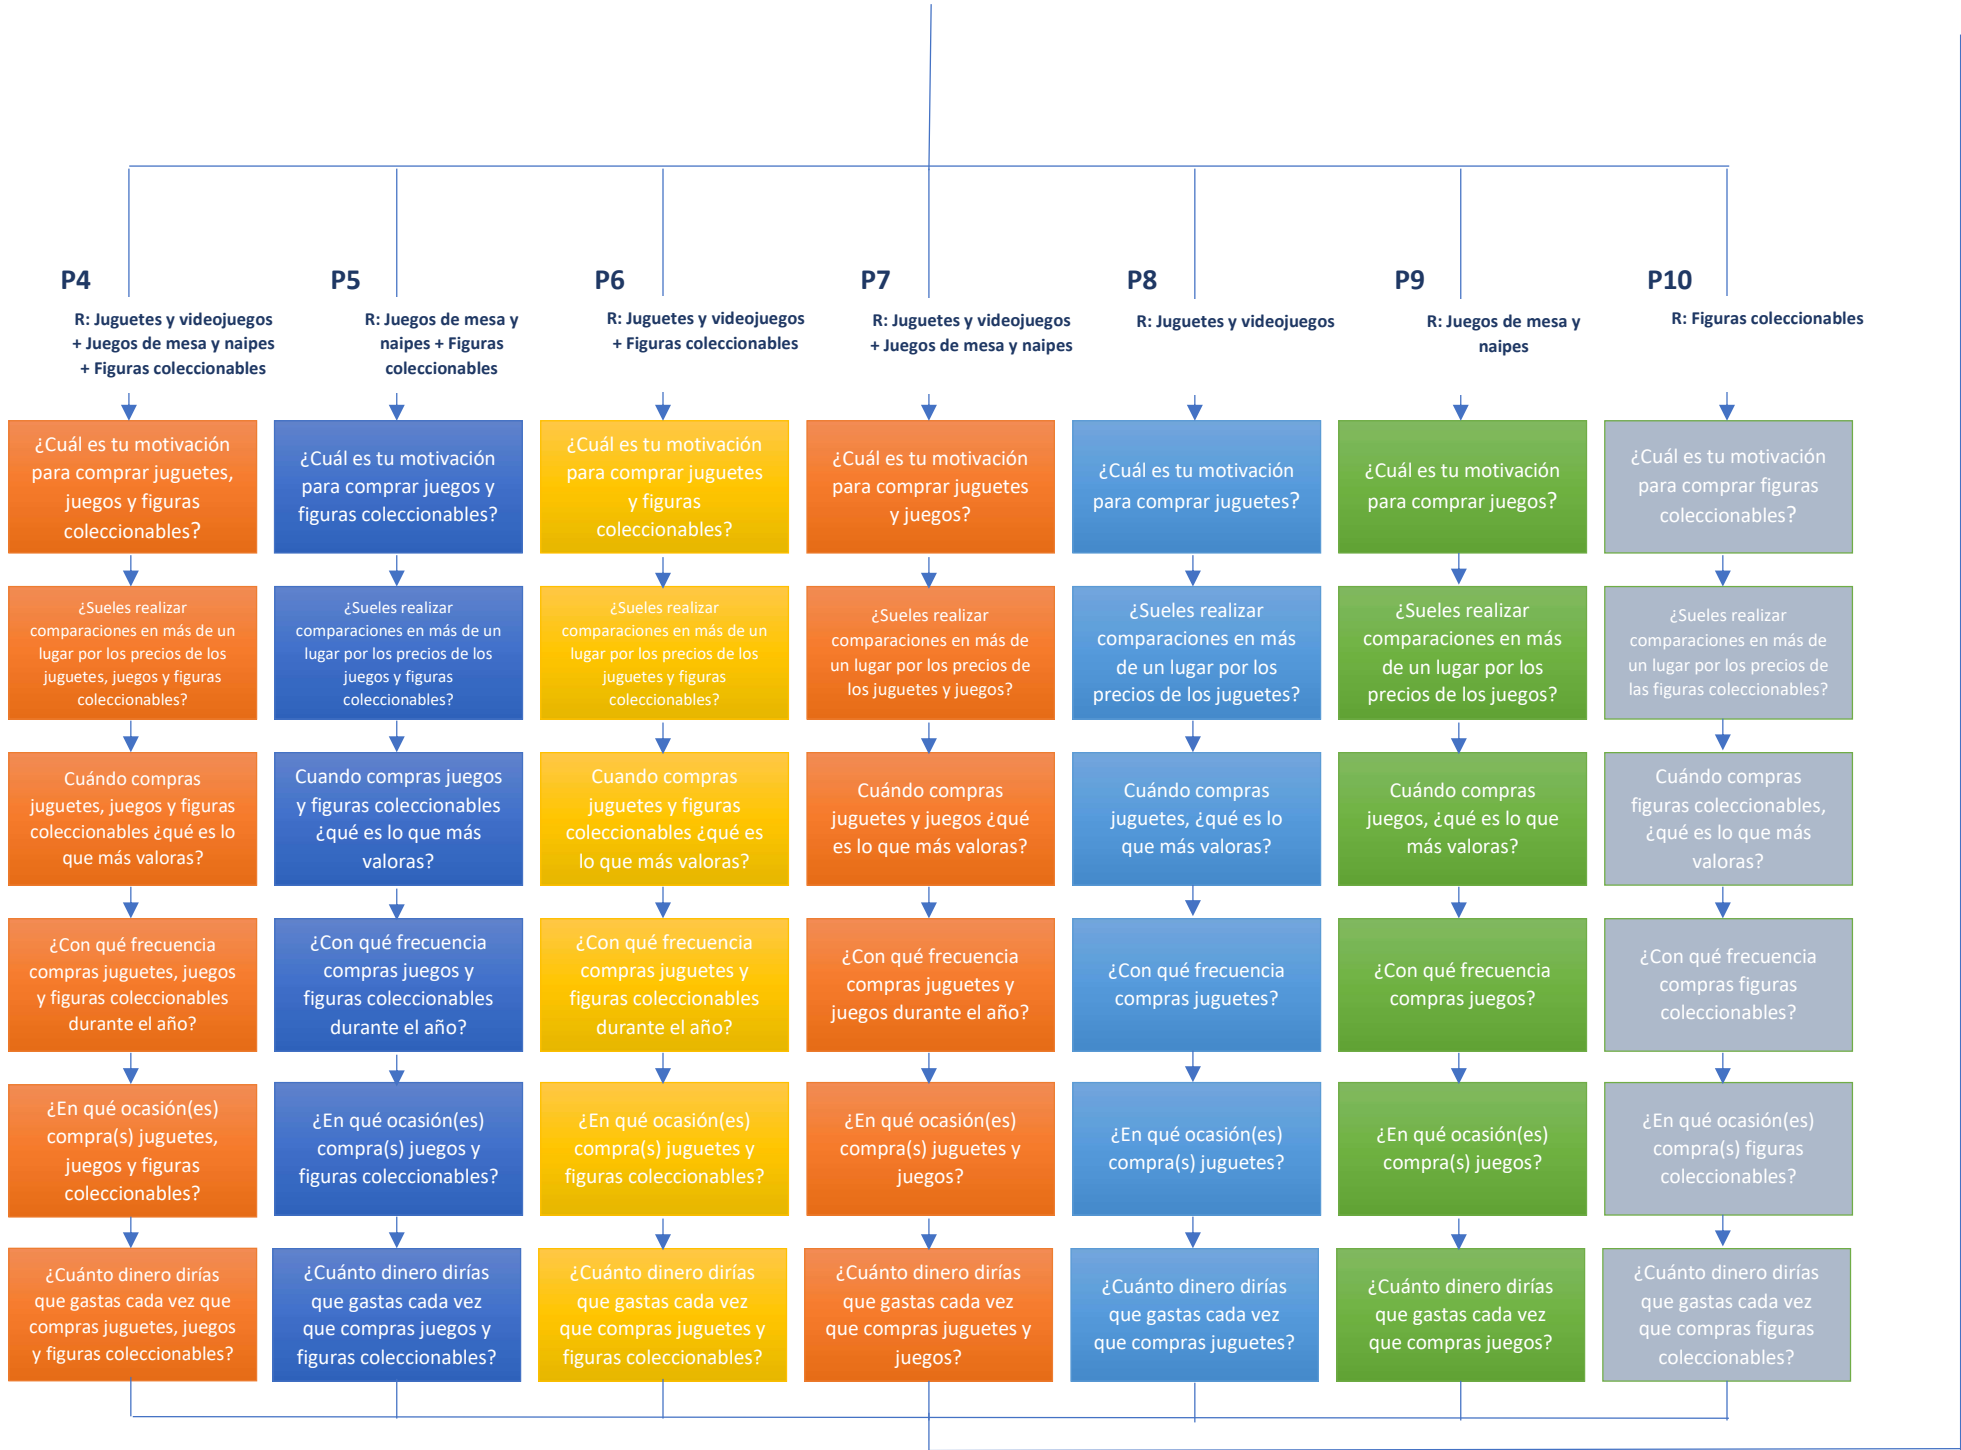 P4
R: Juguetes y videojuegos
+ Juegos de mesa y naipes
+ Figuras coleccionables
¿Cuál es tu motivación
para comprar juguetes,
juegos y figuras
coleccionables?
¿Sueles realizar
comparaciones en más de un
lugar por los precios de los
juguetes, juegos y figuras
coleccionables?
Cuándo compras
juguetes, juegos y figuras
coleccionables ¿qué es lo
que más valoras?
¿Con qué frecuencia
compras juguetes, juegos
y figuras coleccionables
durante el año?
¿En qué ocasión(es)
compra(s) juguetes,
juegos y figuras
coleccionables?
¿Cuánto dinero dirías
que gastas cada vez que
compras juguetes, juegos
y figuras coleccionables?
P5
R: Juegos de mesa y
naipes + Figuras
coleccionables
¿Cuál es tu motivación
para comprar juegos y
figuras coleccionables?
¿Sueles realizar
comparaciones en más de un
lugar por los precios de los
juegos y figuras
coleccionables?
Cuando compras juegos
y figuras coleccionables
¿qué es lo que más
valoras?
¿Con qué frecuencia
compras juegos y
figuras coleccionables
durante el año?
¿En qué ocasión(es)
compra(s) juegos y
figuras coleccionables?
¿Cuánto dinero dirías
que gastas cada vez
que compras juegos y
figuras coleccionables?
P6
R: Juguetes y videojuegos
+ Figuras coleccionables
¿Cuál es tu motivación
para comprar juguetes
y figuras
coleccionables?
¿Sueles realizar
comparaciones en más de un
lugar por los precios de los
juguetes y figuras
coleccionables?
Cuando compras
juguetes y figuras
coleccionables ¿qué es
lo que más valoras?
¿Con qué frecuencia
compras juguetes y
figuras coleccionables
durante el año?
¿En qué ocasión(es)
compra(s) juguetes y
figuras coleccionables?
¿Cuánto dinero dirías
que gastas cada vez
que compras juguetes y
figuras coleccionables?
P7
R: Juguetes y videojuegos
+ Juegos de mesa y naipes
¿Cuál es tu motivación
para comprar juguetes
y juegos?
¿Sueles realizar
comparaciones en más de
un lugar por los precios de
los juguetes y juegos?
Cuándo compras
juguetes y juegos ¿qué
es lo que más valoras?
¿Con qué frecuencia
compras juguetes y
juegos durante el año?
¿En qué ocasión(es)
compra(s) juguetes y
juegos?
¿Cuánto dinero dirías
que gastas cada vez
que compras juguetes y
juegos?
P8
R: Juguetes y videojuegos
¿Cuál es tu motivación
para comprar juguetes?
¿Sueles realizar
comparaciones en más
de un lugar por los
precios de los juguetes?
Cuándo compras
juguetes, ¿qué es lo
que más valoras?
¿Con qué frecuencia
compras juguetes?
¿En qué ocasión(es)
compra(s) juguetes?
¿Cuánto dinero dirías
que gastas cada vez
que compras juguetes?
P9
R: Juegos de mesa y
naipes
¿Cuál es tu motivación
para comprar juegos?
¿Sueles realizar
comparaciones en más
de un lugar por los
precios de los juegos?
Cuándo compras
juegos, ¿qué es lo que
más valoras?
¿Con qué frecuencia
compras juegos?
¿En qué ocasión(es)
compra(s) juegos?
¿Cuánto dinero dirías
que gastas cada vez
que compras juegos?
P10
R: Figuras coleccionables
¿Cuál es tu motivación
para comprar figuras
coleccionables?
¿Sueles realizar
comparaciones en más de
un lugar por los precios de
las figuras coleccionables?
Cuándo compras
figuras coleccionables,
¿qué es lo que más
valoras?
¿Con qué frecuencia
compras figuras
coleccionables?
¿En qué ocasión(es)
compra(s) figuras
coleccionables?
¿Cuánto dinero dirías
que gastas cada vez
que compras figuras
coleccionables?